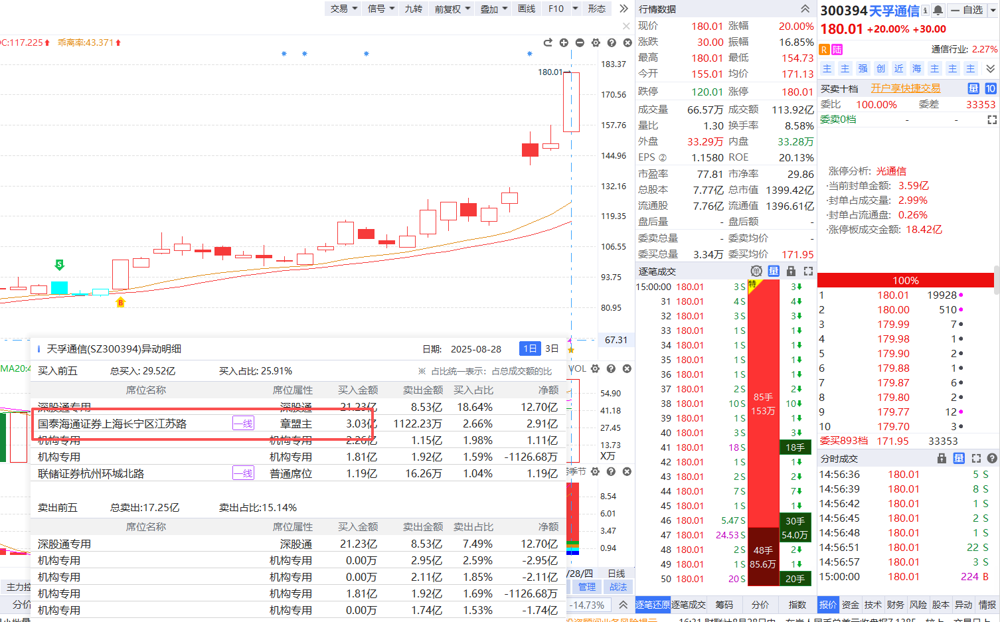 交易 信号 九转 前复权 叠加 画线 F10 形态
C:117.225 乖离率:43.371
183.37
180.01
170.56
157.76
144.96
132.16
119.35
106.55
93.75
80.95
67.31
S
B
MA20:4
VOL
54.90
41.18
27.45
13.73
X万
季节
8.54
6.01
3.47
0.94
/28/四 日线
管理 战法
-14.73%
主力控
分价
天孚通信(SZ300394)异动明细 日期: 2025-08-28 1日 3日
买入前五 总买入: 29.52亿 买入占比: 25.91% ※ 占比统一表示：占总成交额的比
席位名称 席位属性 买入金额 卖出金额 买入占比 净额
深股通专用 深股通 21.23亿 8.53亿 18.64% 12.70亿
国泰海通证券上海长宁区江苏路 一线 章盟主 3.03亿 1122.23万 2.66% 2.91亿
机构专用 机构专用 2.26亿 1.15亿 1.98% 1.11亿
机构专用 机构专用 1.81亿 1.92亿 1.59% -1126.68万
联储证券杭州环城北路 一线 普通席位 1.19亿 16.26万 1.04% 1.19亿
卖出前五 总卖出:17.25亿 卖出占比:15.14%
席位名称 席位属性 买入金额 卖出金额 卖出占比 净额
深股通专用 深股通 21.23亿 8.53亿 7.49% 12.70亿
机构专用 机构专用 0.00万 2.95亿 2.59% -2.95亿
机构专用 机构专用 0.00万 2.11亿 1.85% -2.11亿
机构专用 机构专用 1.81亿 1.92亿 1.69% -1126.68万
机构专用 机构专用 0.00万 1.74亿 1.53% -1.74亿
行情数据
现价 180.01 涨幅 20.00%
涨跌 30.00 振幅 16.85%
最高 180.01 最低 154.73
今开 155.01 均价 171.13
跌停 120.01 涨停 180.01
成交量 66.57万 成交额 113.92亿
量比 1.30 换手率 8.58%
外盘 33.29万 内盘 33.28万
EPS ② 1.1580 ROE 20.13%
市盈率 77.81 市净率 29.86
总股本 7.77亿 总市值 1399.42亿
流通股 7.76亿 流通值 1396.61亿
盘后量 - 盘后额 -
委卖总量 - 委卖均价 -
委买总量 3.34万 委买均价 171.95
逐笔成交 单 量
15:00:00 180.01 3 S 特 3
31 180.01 4 S 4
32 180.01 3 S 3
33 180.01 1 S 1
34 180.01 1 S 1
35 180.01 1 S 1
36 180.01 1 S 1
37 180.01 2 S 2
38 180.01 10 S 10
39 180.01 1 S 1
40 180.01 3 S 3
41 180.01 18 S 18手
42 180.01 1 S 1
43 180.01 2 S 2
44 180.01 7 S 7
45 180.01 1 S 1
46 180.01 5.47 S 30手
47 180.01 24.53 S 54.0万
48 180.01 2 S 2
49 180.01 1 S 1
50 180.01 20 S 20手
85手
153万
48手
85.6万
逐笔还原 逐笔成交 筹码 分价 指数
300394 天孚通信 自选
180.01 +20.00% +30.00
R 陆 通信行业: 2.27%
主 主 强 创 近 海 主 主 主
买卖十档 开户享快捷交易 量 10
委比 100.00% 委差 33353
委卖0档 - -
涨停分析: 光通信
·当前封单金额: 3.59亿
·封单占成交量: 2.99%
·封单占流通盘: 0.26%
·涨停板成交金额: 18.42亿
100%
1 180.01 19928
2 180.00 510
3 179.99 7
4 179.98 1
5 179.90 2
6 179.88 1
7 179.87 6
8 179.80 2
9 179.77 12
10 179.70 3
委买893档 171.95 33353
分时成交 量
14:56:36 180.01 5 S
14:56:39 180.01 8 S
14:56:42 180.01 1 S
14:56:45 180.01 2 S
14:56:48 180.01 1 S
14:56:51 180.01 22 S
14:56:57 180.01 3 S
15:00:00 180.01 224 B
报价 资金 技术 财务 风险 股本 异动 情报